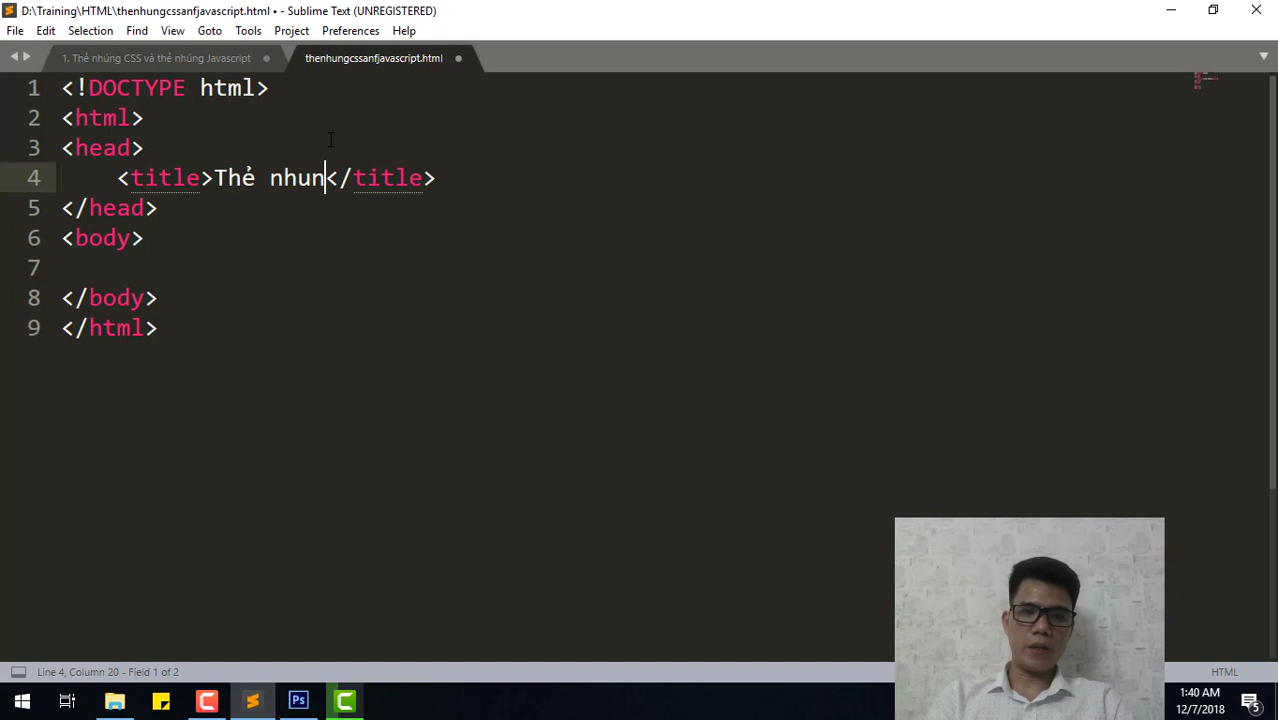 D:\Training\HTML\thenhungcssanfjavascript.html • - Sublime Text (UNREGISTERED)
File Edit Selection Find View Goto Tools Project Preferences Help
1. Thẻ nhúng CSS và thẻ nhúng Javascript thenhungcssanfjavascript.html
1 <!DOCTYPE html>
2 <html>
3 <head>
4 <title>Thẻ nhun</title>
5 </head>
6 <body>
7
8 </body>
9 </html>
Line 4, Column 20 - Field 1 of 2 HTML
Ps
1:40 AM
12/7/2018
5